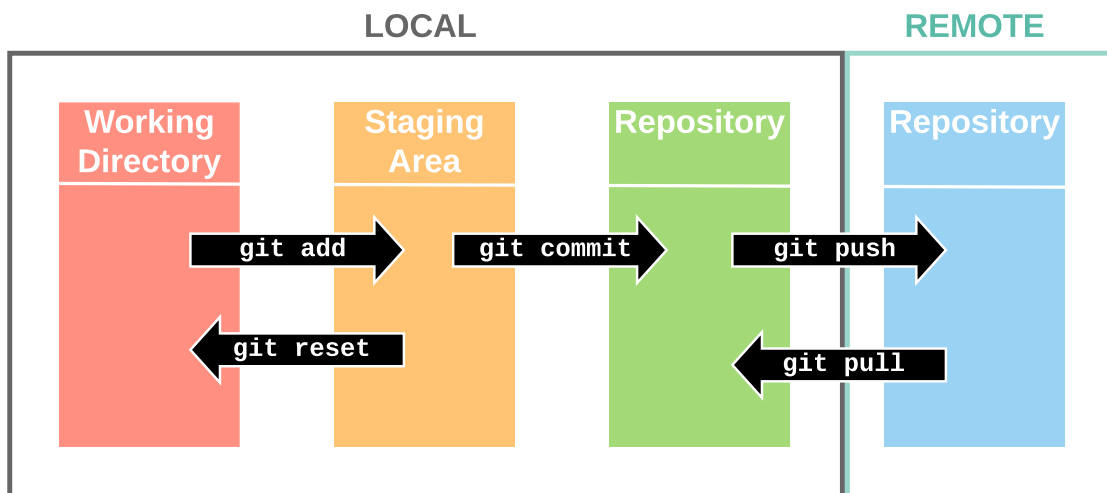 LOCAL
REMOTE
Working
Directory
Staging
Area
Repository
Repository
git add
git commit
git push
git reset
git pull